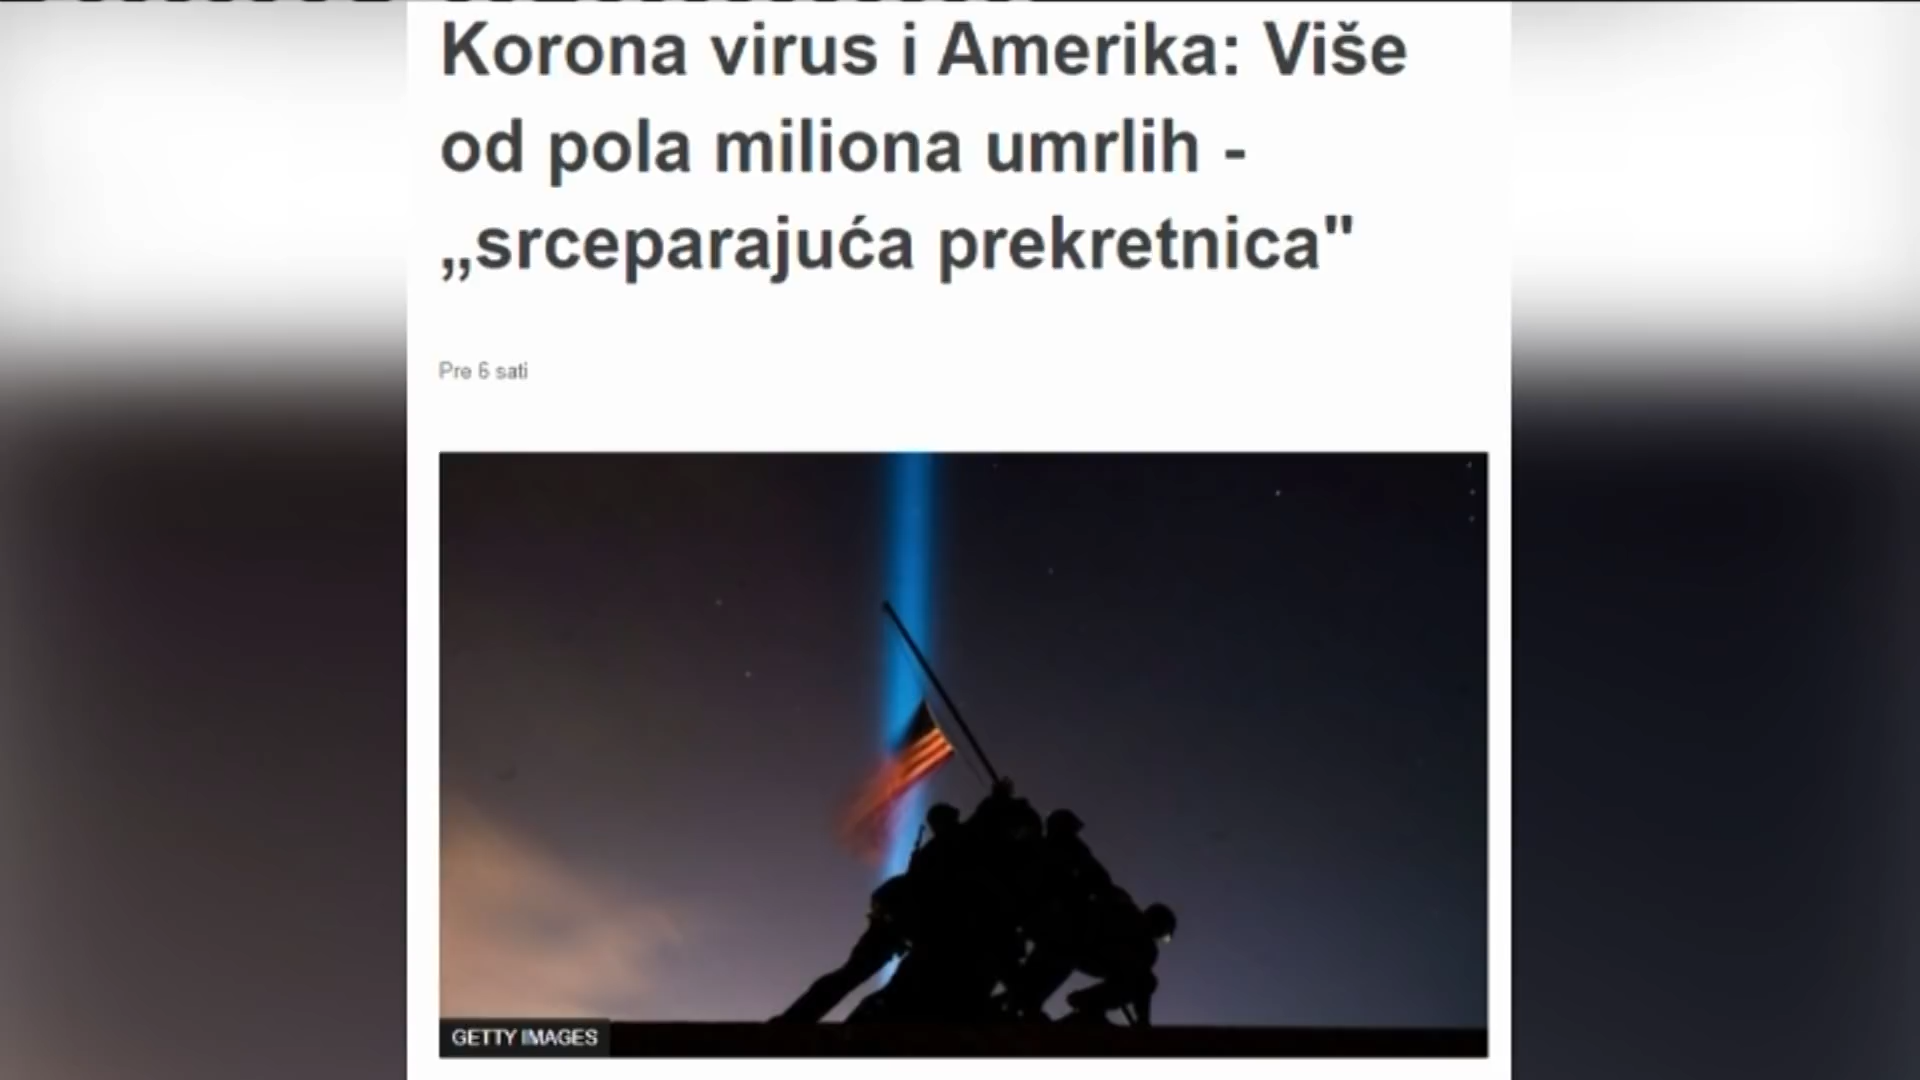 Korona virus i Amerika: Više
od pola miliona umrlih -
„srceparajuća prekretnica"
Pre 6 sati
GETTY IMAGES